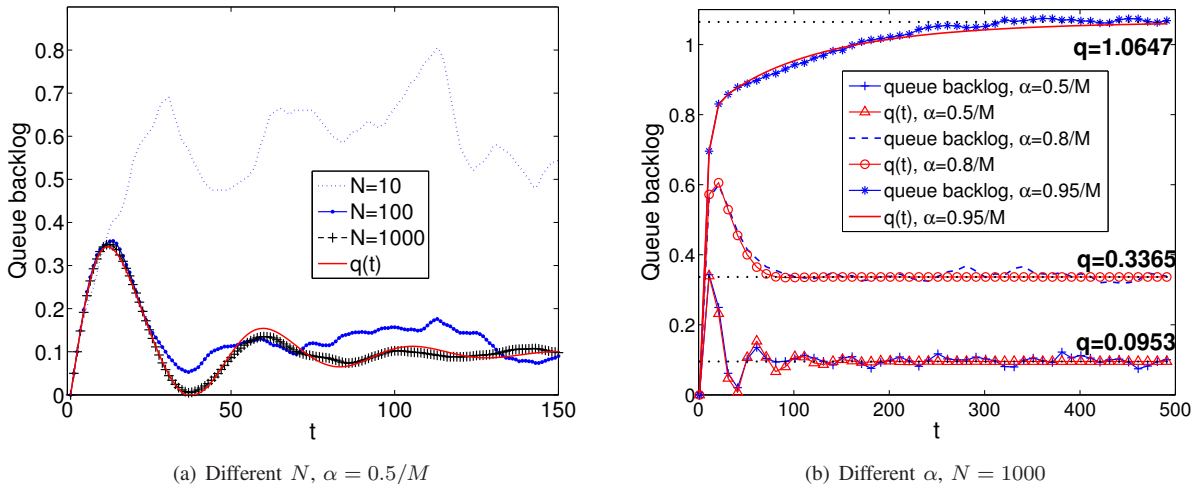 0.8
0.7
0.6
0.5
0.4
0.3
0.2
0.1
0
0
50
100
150
Queue backlog
t
N=10
N=100
N=1000
q(t)
(a) Different N, α = 0.5/M
1
0.8
0.6
0.4
0.2
0
0
100
200
300
400
500
Queue backlog
t
q=1.0647
queue backlog, α=0.5/M
q(t), α=0.5/M
queue backlog, α=0.8/M
q(t), α=0.8/M
queue backlog, α=0.95/M
q(t), α=0.95/M
q=0.3365
q=0.0953
(b) Different α, N = 1000